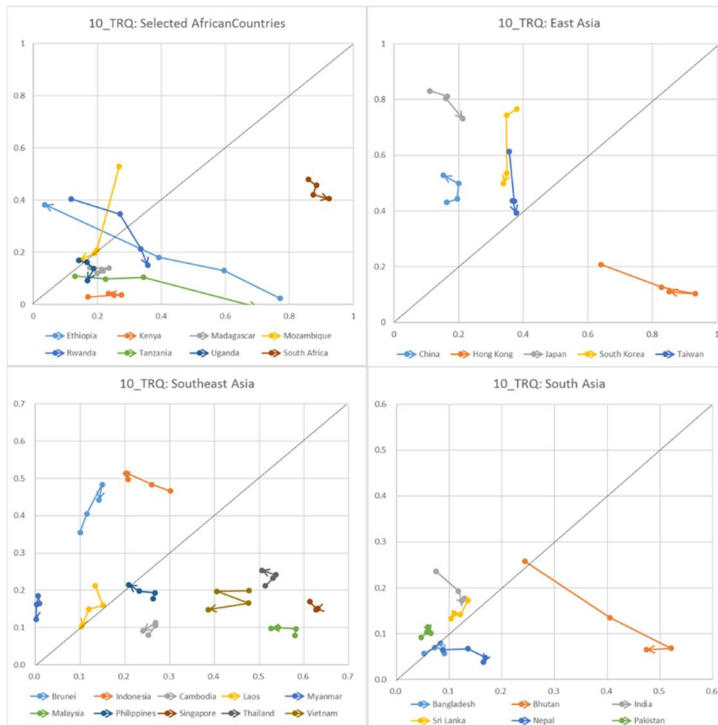 10_TRQ: Selected AfricanCountries
1
0.8
0.6
0.4
0.2
0
0 0.2 0.4 0.6 0.8 1
Ethiopia Kenya Madagascar Mozambique
Rwanda Tanzania Uganda South Africa
10_TRQ: East Asia
1
0.8
0.6
0.4
0.2
0
0 0.2 0.4 0.6 0.8 1
China Hong Kong Japan South Korea Taiwan
10_TRQ: Southeast Asia
0.7
0.6
0.5
0.4
0.3
0.2
0.1
0.0
0.0 0.1 0.2 0.3 0.4 0.5 0.6 0.7
Brunei Indonesia Cambodia Laos Myanmar
Malaysia Philippines Singapore Thailand Vietnam
10_TRQ: South Asia
0.6
0.5
0.4
0.3
0.2
0.1
0.0
0.0 0.1 0.2 0.3 0.4 0.5 0.6
Bangladesh Bhutan India
Sri Lanka Nepal Pakistan